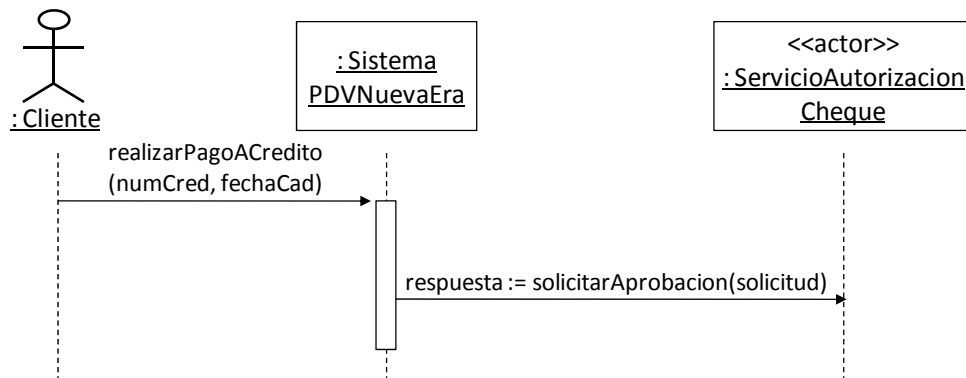 : Cliente
: Sistema
PDVNuevaEra
<<actor>>
: ServicioAutorizacion
Cheque
realizarPagoACredito
(numCred, fechaCad)
respuesta := solicitarAprobacion(solicitud)